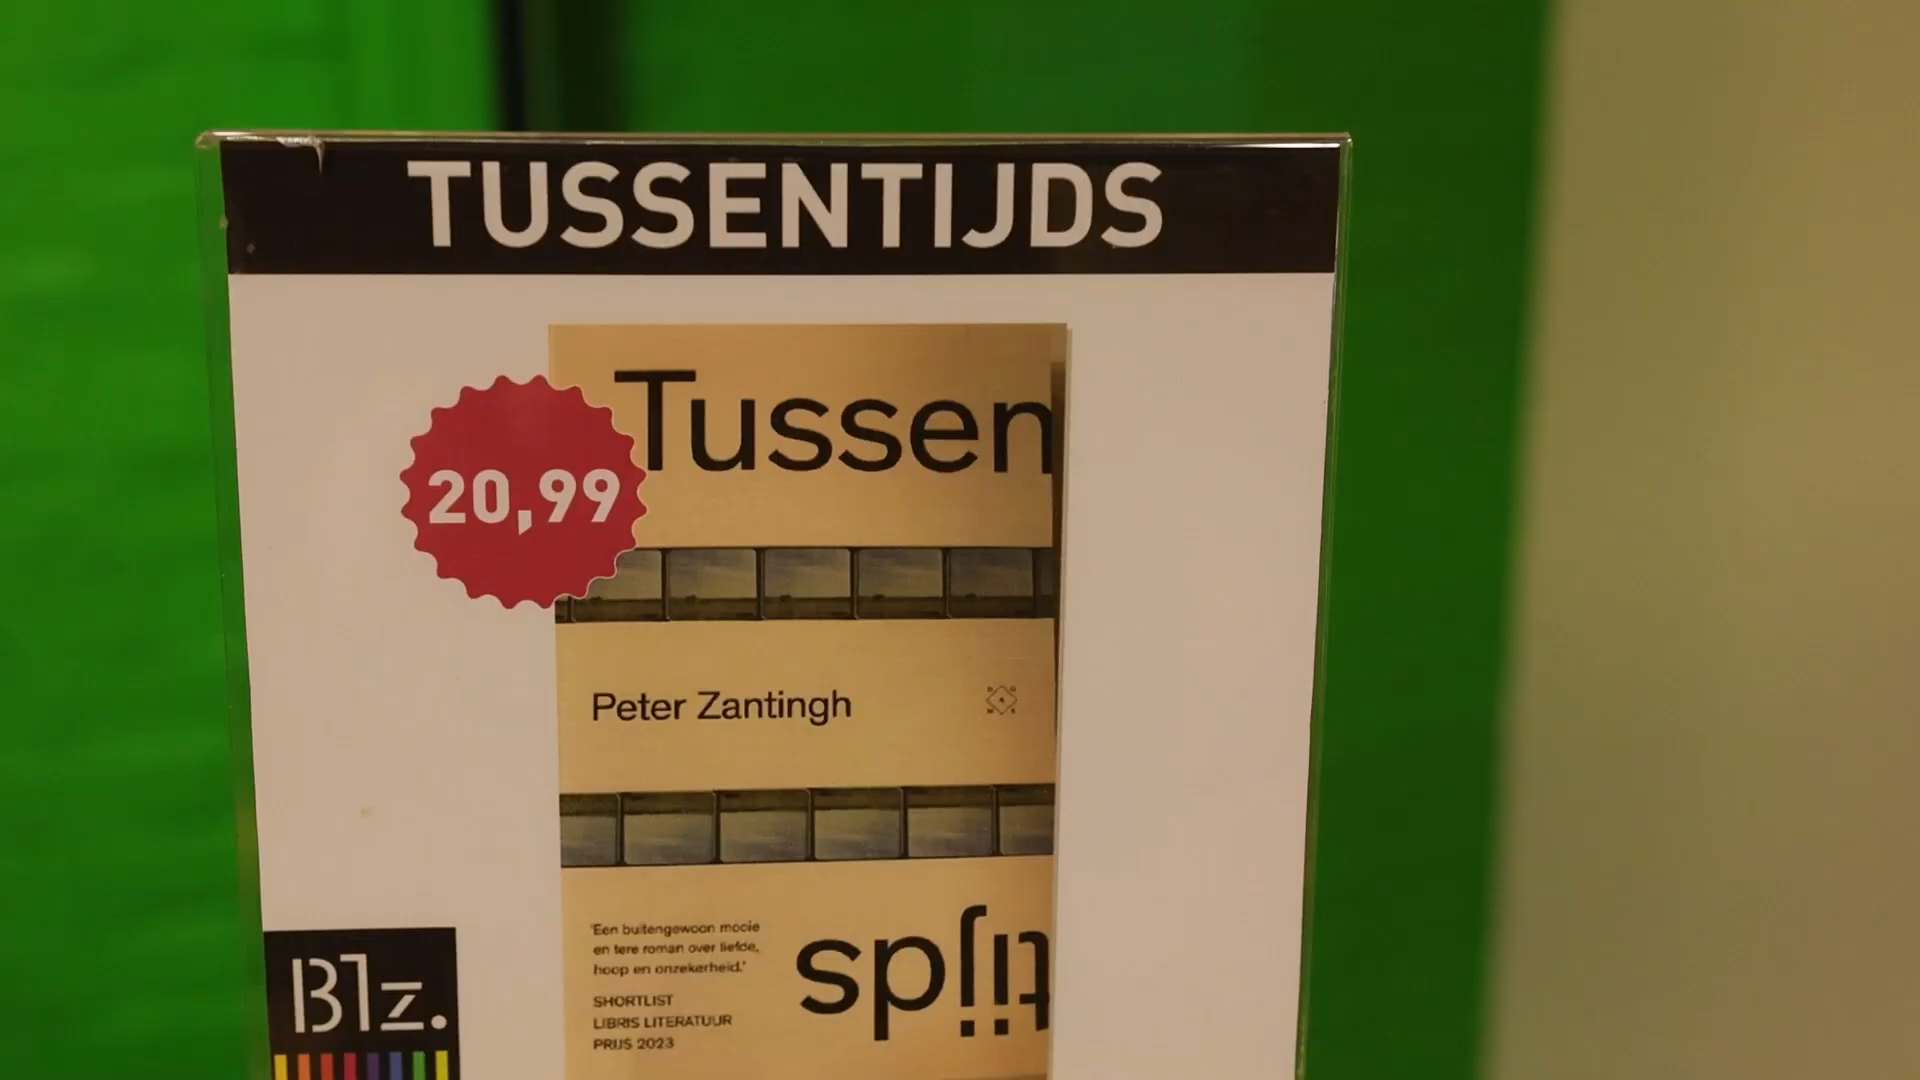 TUSSENTIJDS
Tussen
20,99
Peter Zantingh
'Een buitengewoon mooie
en tere roman over liefde,
hoop en onzekerheid.'
SHORTLIST
LIBRIS LITERATUUR
PRIJS 2023
tijds
B1z.